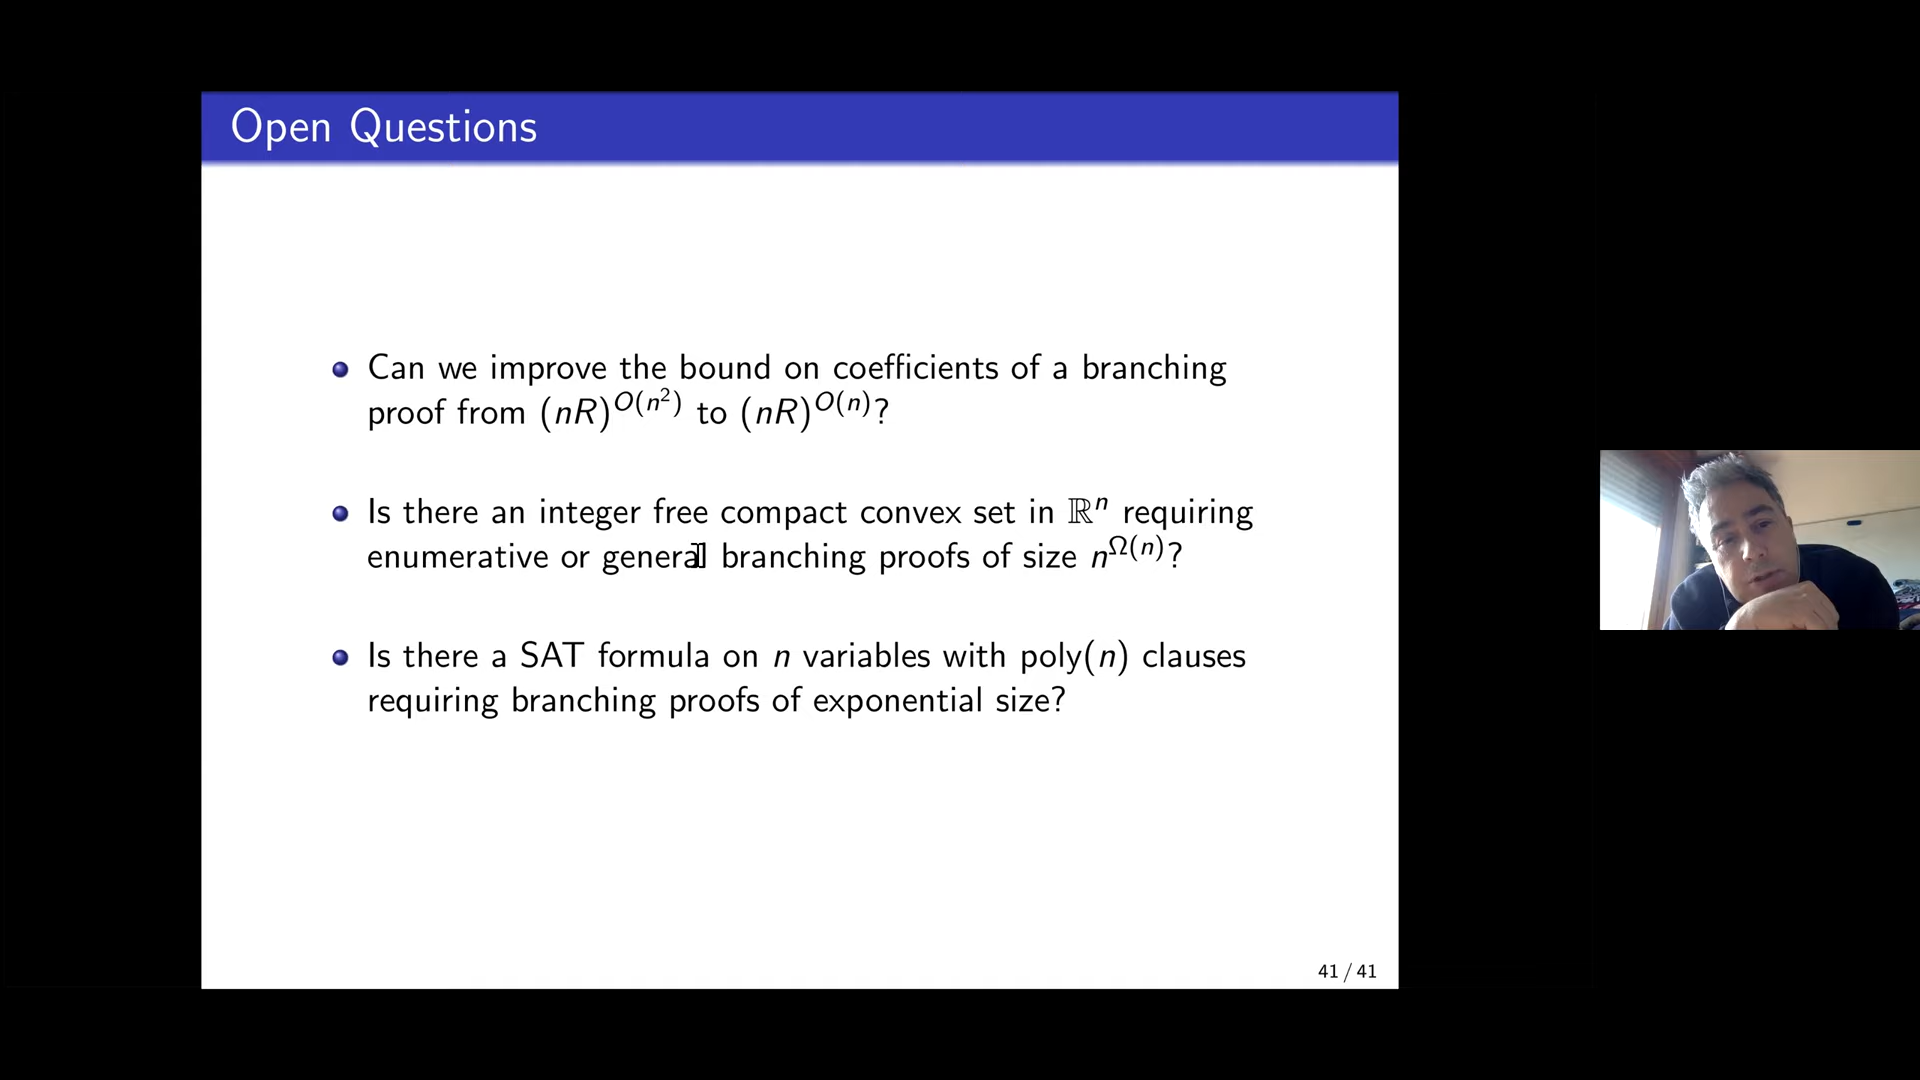 Open Questions
Can we improve the bound on coefficients of a branching
proof from (nR)^{O(n^2)} to (nR)^{O(n)}?
Is there an integer free compact convex set in ℝ^n requiring
enumerative or general branching proofs of size n^{Ω(n)}?
Is there a SAT formula on n variables with poly(n) clauses
requiring branching proofs of exponential size?
41 / 41